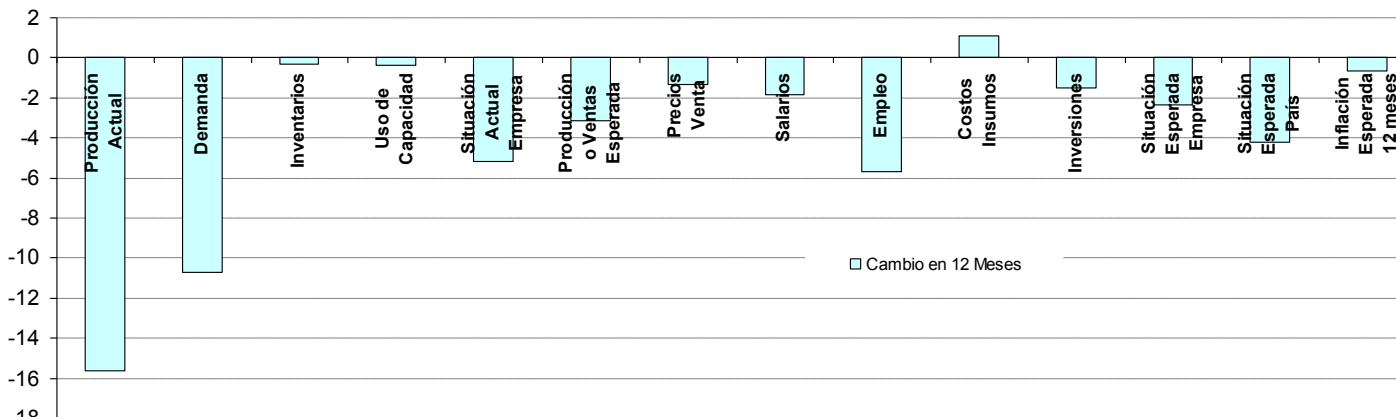 2
0
-2
-4
-6
-8
-10
-12
-14
-16
-18
Producción
Actual
Demanda
Inventarios
Uso de
Capacidad
Situación
Actual
Empresa
Producción
o Ventas
Esperada
Precios
Venta
Salarios
Empleo
Costos
Insumos
Inversiones
Situación
Esperada
Empresa
Situación
Esperada
País
Inflación
Esperada
12 meses
Cambio en 12 Meses